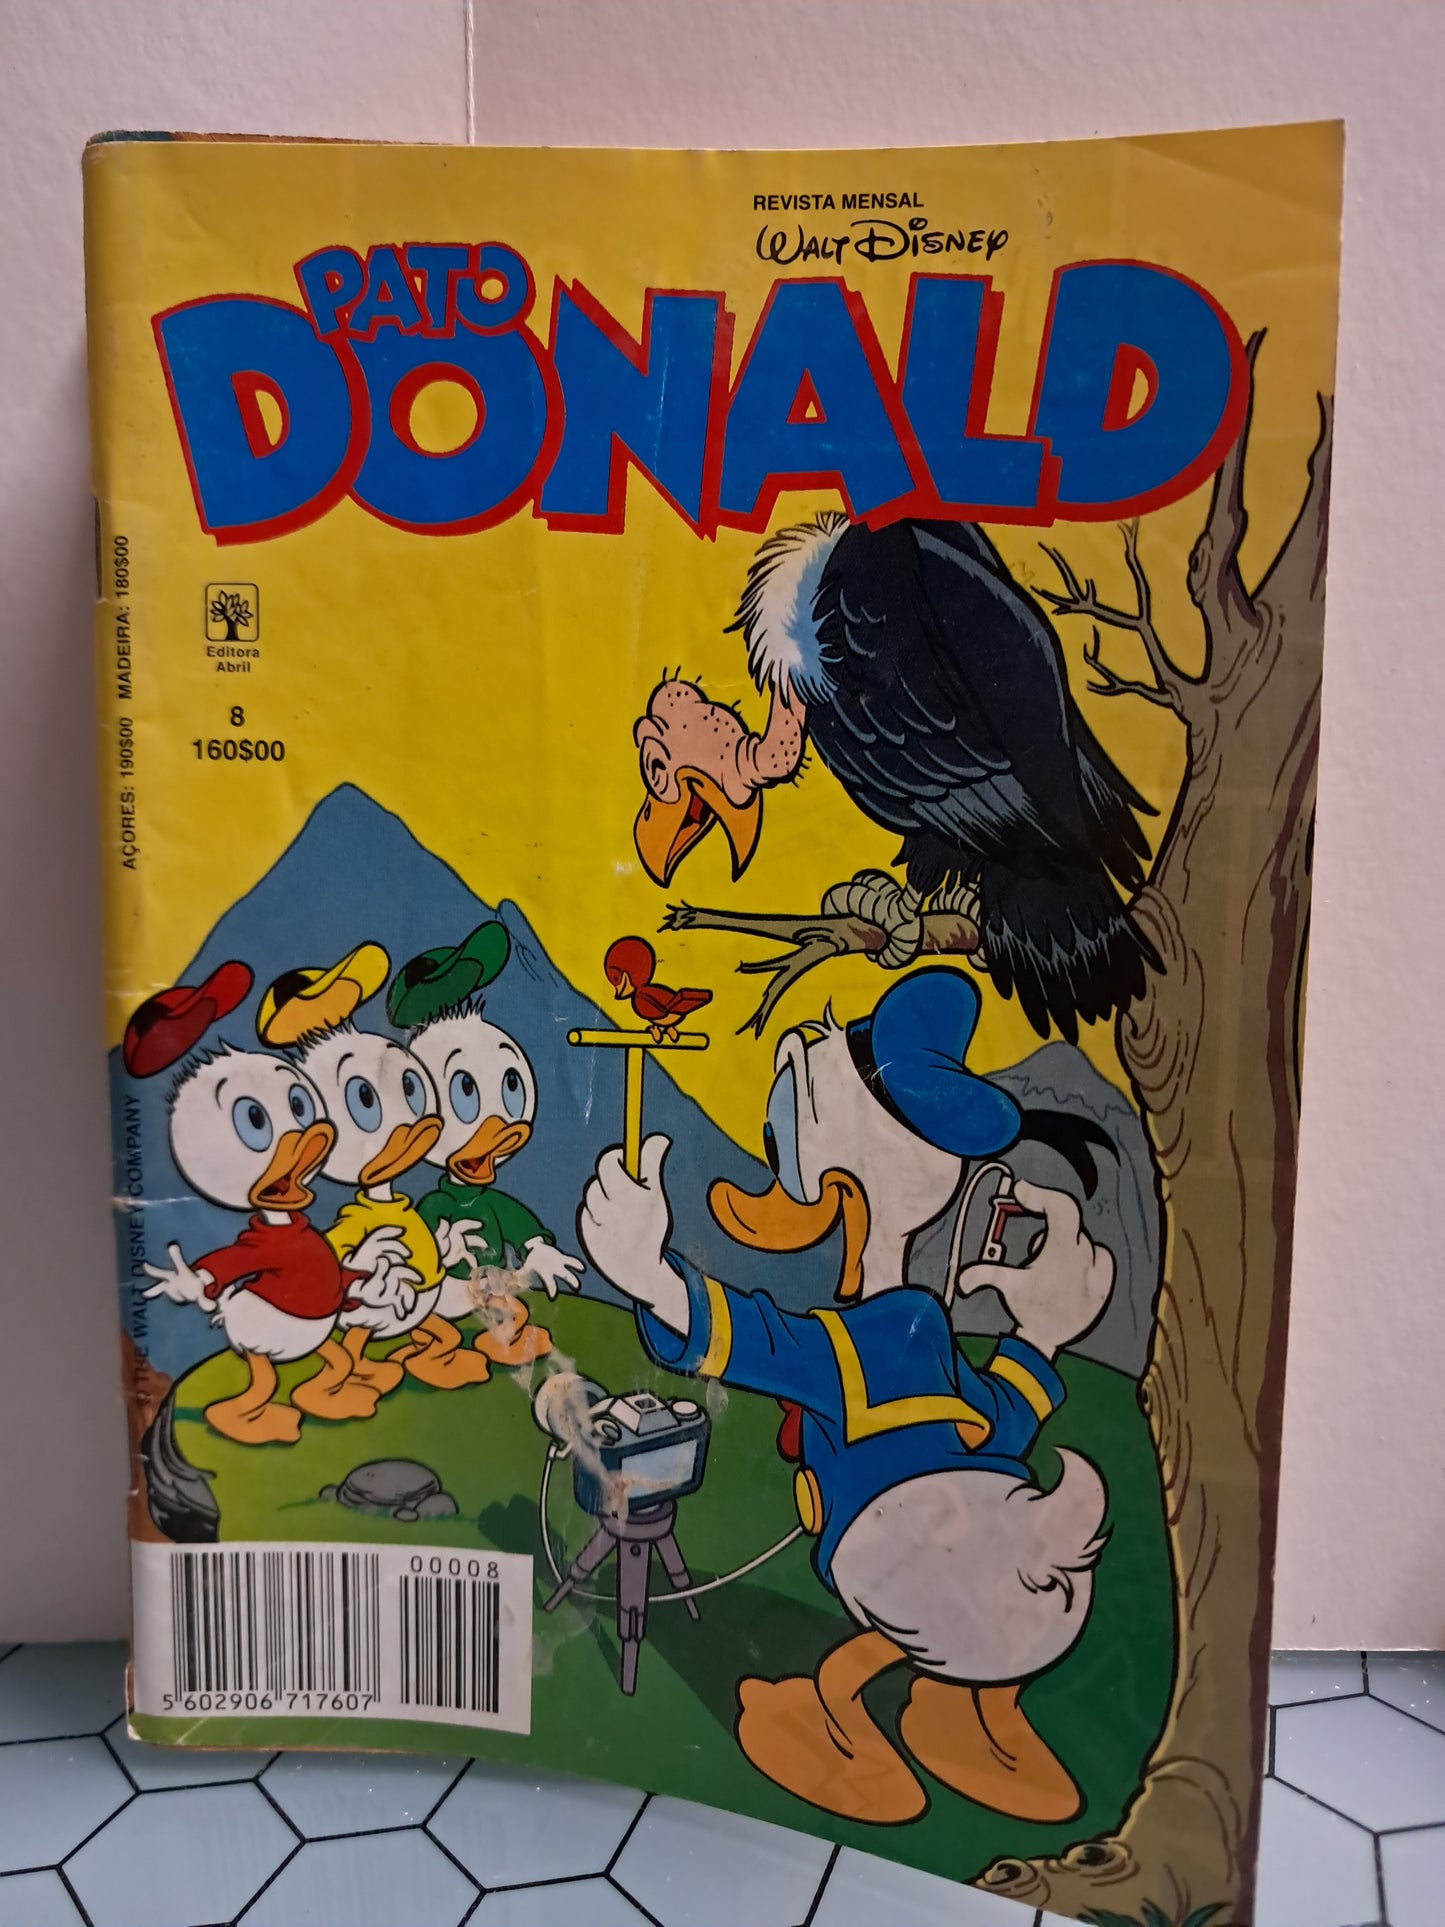 REVISTA MENSAL
WALT DISNEY
PATO
DONALD
Editora
Abril
8
160$00
AÇORES: 190$00 MADEIRA: 180$00
© THE WALT DISNEY COMPANY
00008
5 602906 717607